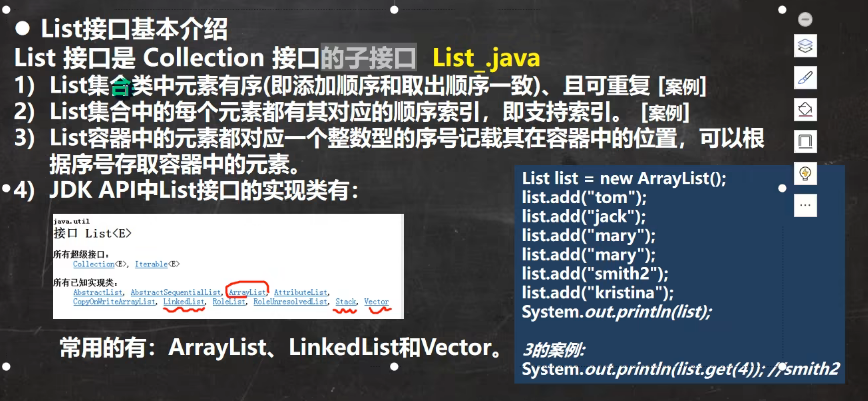 ● List接口基本介绍
List 接口是 Collection 接口的子接口 List_.java
1) List集合类中元素有序(即添加顺序和取出顺序一致)、且可重复 [案例]
2) List集合中的每个元素都有其对应的顺序索引，即支持索引。 [案例]
3) List容器中的元素都对应一个整数型的序号记载其在容器中的位置，可以根
据序号存取容器中的元素。
4) JDK API中List接口的实现类有：
java.util
接口 List<E>
所有超级接口：
Collection<E>, Iterable<E>
所有已知实现类：
AbstractList, AbstractSequentialList, ArrayList, AttributeList,
CopyOnWriteArrayList, LinkedList, RoleList, RoleUnresolvedList, Stack, Vector
常用的有：ArrayList、LinkedList和Vector。
List list = new ArrayList();
list.add("tom");
list.add("jack");
list.add("mary");
list.add("mary");
list.add("smith2");
list.add("kristina");
System.out.println(list);
3的案例:
System.out.println(list.get(4)); //smith2